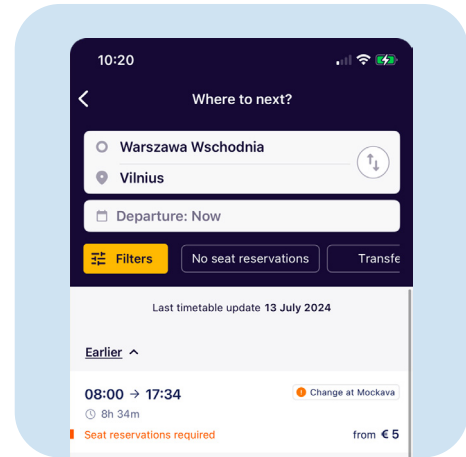 10:20
Where to next?
Warszawa Wschodnia
Vilnius
Departure: Now
Filters
No seat reservations
Transfe
Last timetable update 13 July 2024
Earlier
08:00 → 17:34
Change at Mockava
8h 34m
Seat reservations required
from € 5